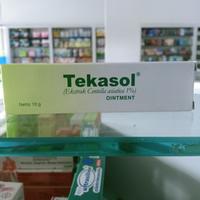 Tekasol®
(Ekstrak Centella asiatica 1%)
OINTMENT
Netto 10 g